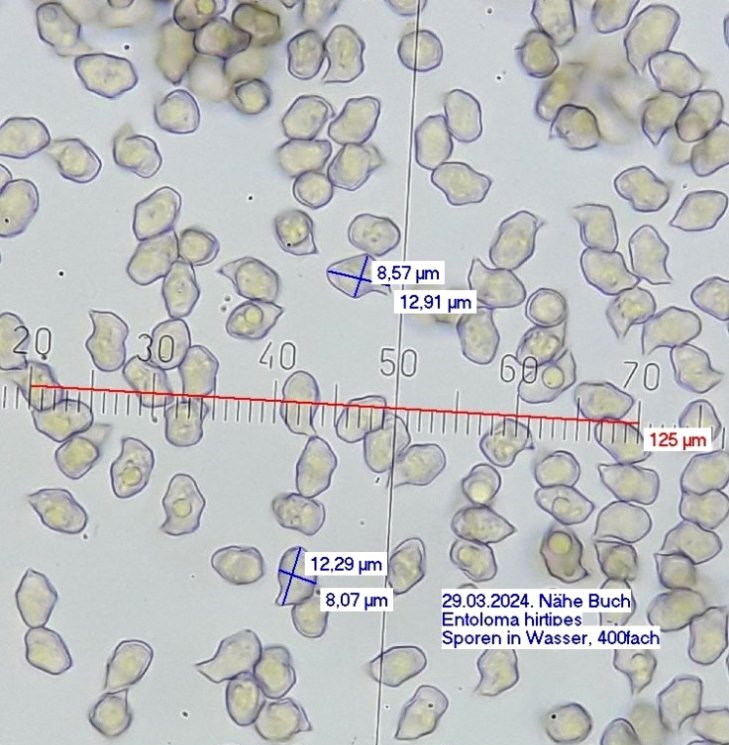 8,57 µm
12,91 µm
20 30 40 50 60 70
125 µm
12,29 µm
8,07 µm
29.03.2024. Nähe Buch
Entoloma hirtipes
Sporen in Wasser, 400fach